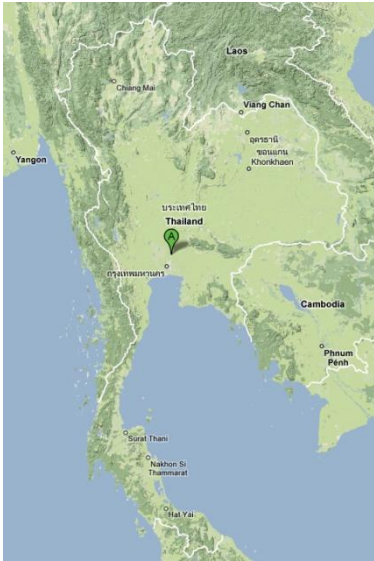 Laos
Chiang Mai
Viang Chan
อุดรธานี
Yangon
ขอนแก่น
Khonkhaen
ประเทศไทย
Thailand
A
กรุงเทพมหานคร
Cambodia
Phnum
Pénh
Surat Thani
Nakhon Si
Thammarat
Hat Yai